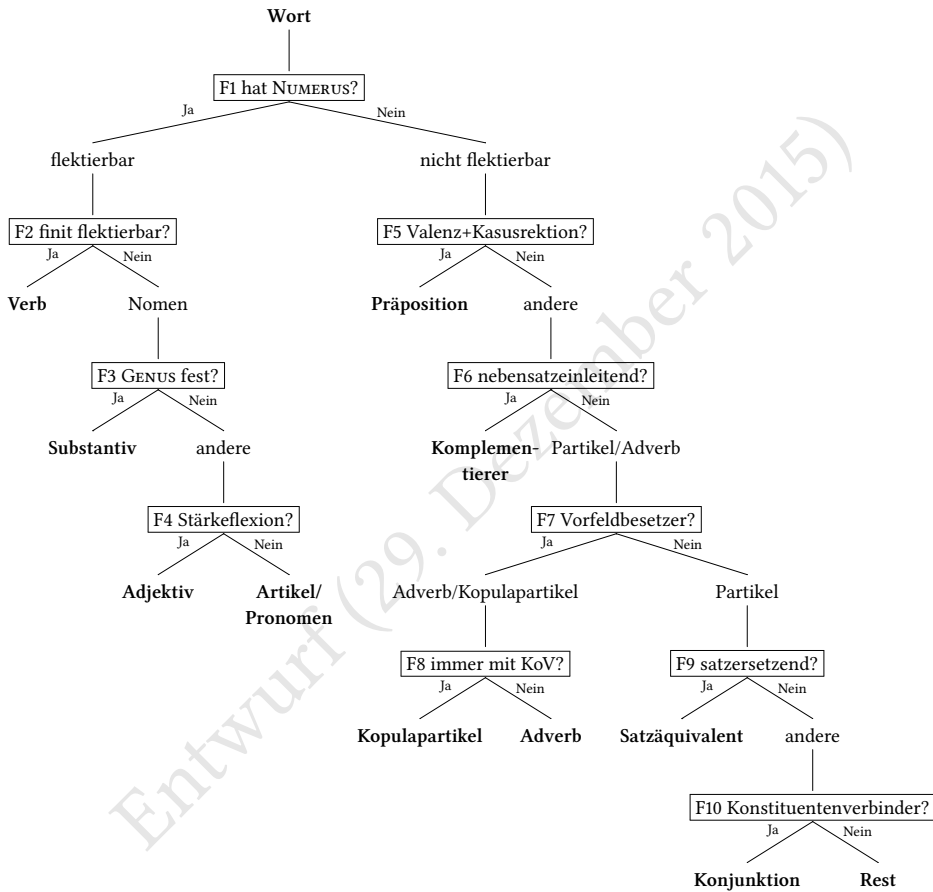 Wort
F1 hat NUMERUS?
Ja Nein
flektierbar nicht flektierbar
F2 finit flektierbar? F5 Valenz+Kasusrektion?
Ja Nein Ja Nein
Verb Nomen Präposition andere
F3 GENUS fest? F6 nebensatzeinleitend?
Ja Nein Ja Nein
Substantiv andere Komplemen- Partikel/Adverb
tierer
F4 Stärkeflexion? F7 Vorfeldbesetzer?
Ja Nein Ja Nein
Adjektiv Artikel/ Adverb/Kopulapartikel Partikel
Pronomen
F8 immer mit KoV? F9 satzersetzend?
Ja Nein Ja Nein
Kopulapartikel Adverb Satzäquivalent andere
F10 Konstituentenverbinder?
Ja Nein
Konjunktion Rest
Entwurf (29. Dezember 2015)